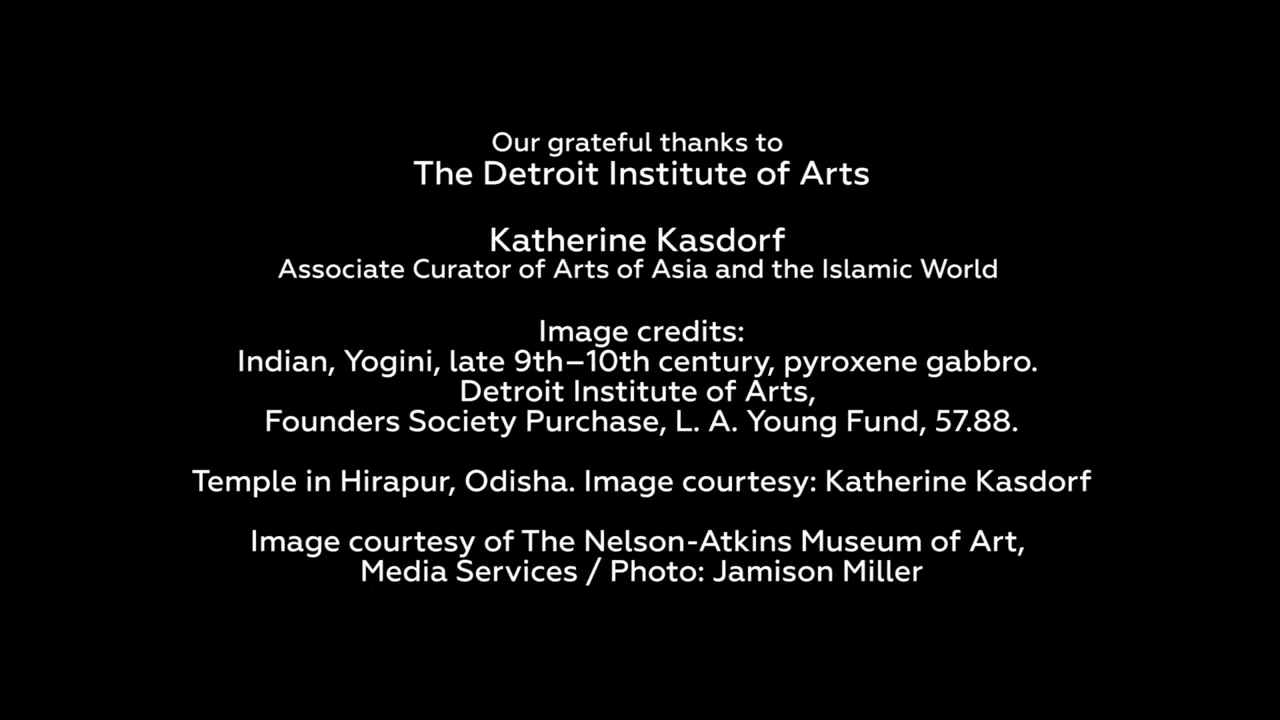 Our grateful thanks to
The Detroit Institute of Arts
Katherine Kasdorf
Associate Curator of Arts of Asia and the Islamic World
Image credits:
Indian, Yogini, late 9th–10th century, pyroxene gabbro.
Detroit Institute of Arts,
Founders Society Purchase, L. A. Young Fund, 57.88.
Temple in Hirapur, Odisha. Image courtesy: Katherine Kasdorf
Image courtesy of The Nelson-Atkins Museum of Art,
Media Services / Photo: Jamison Miller